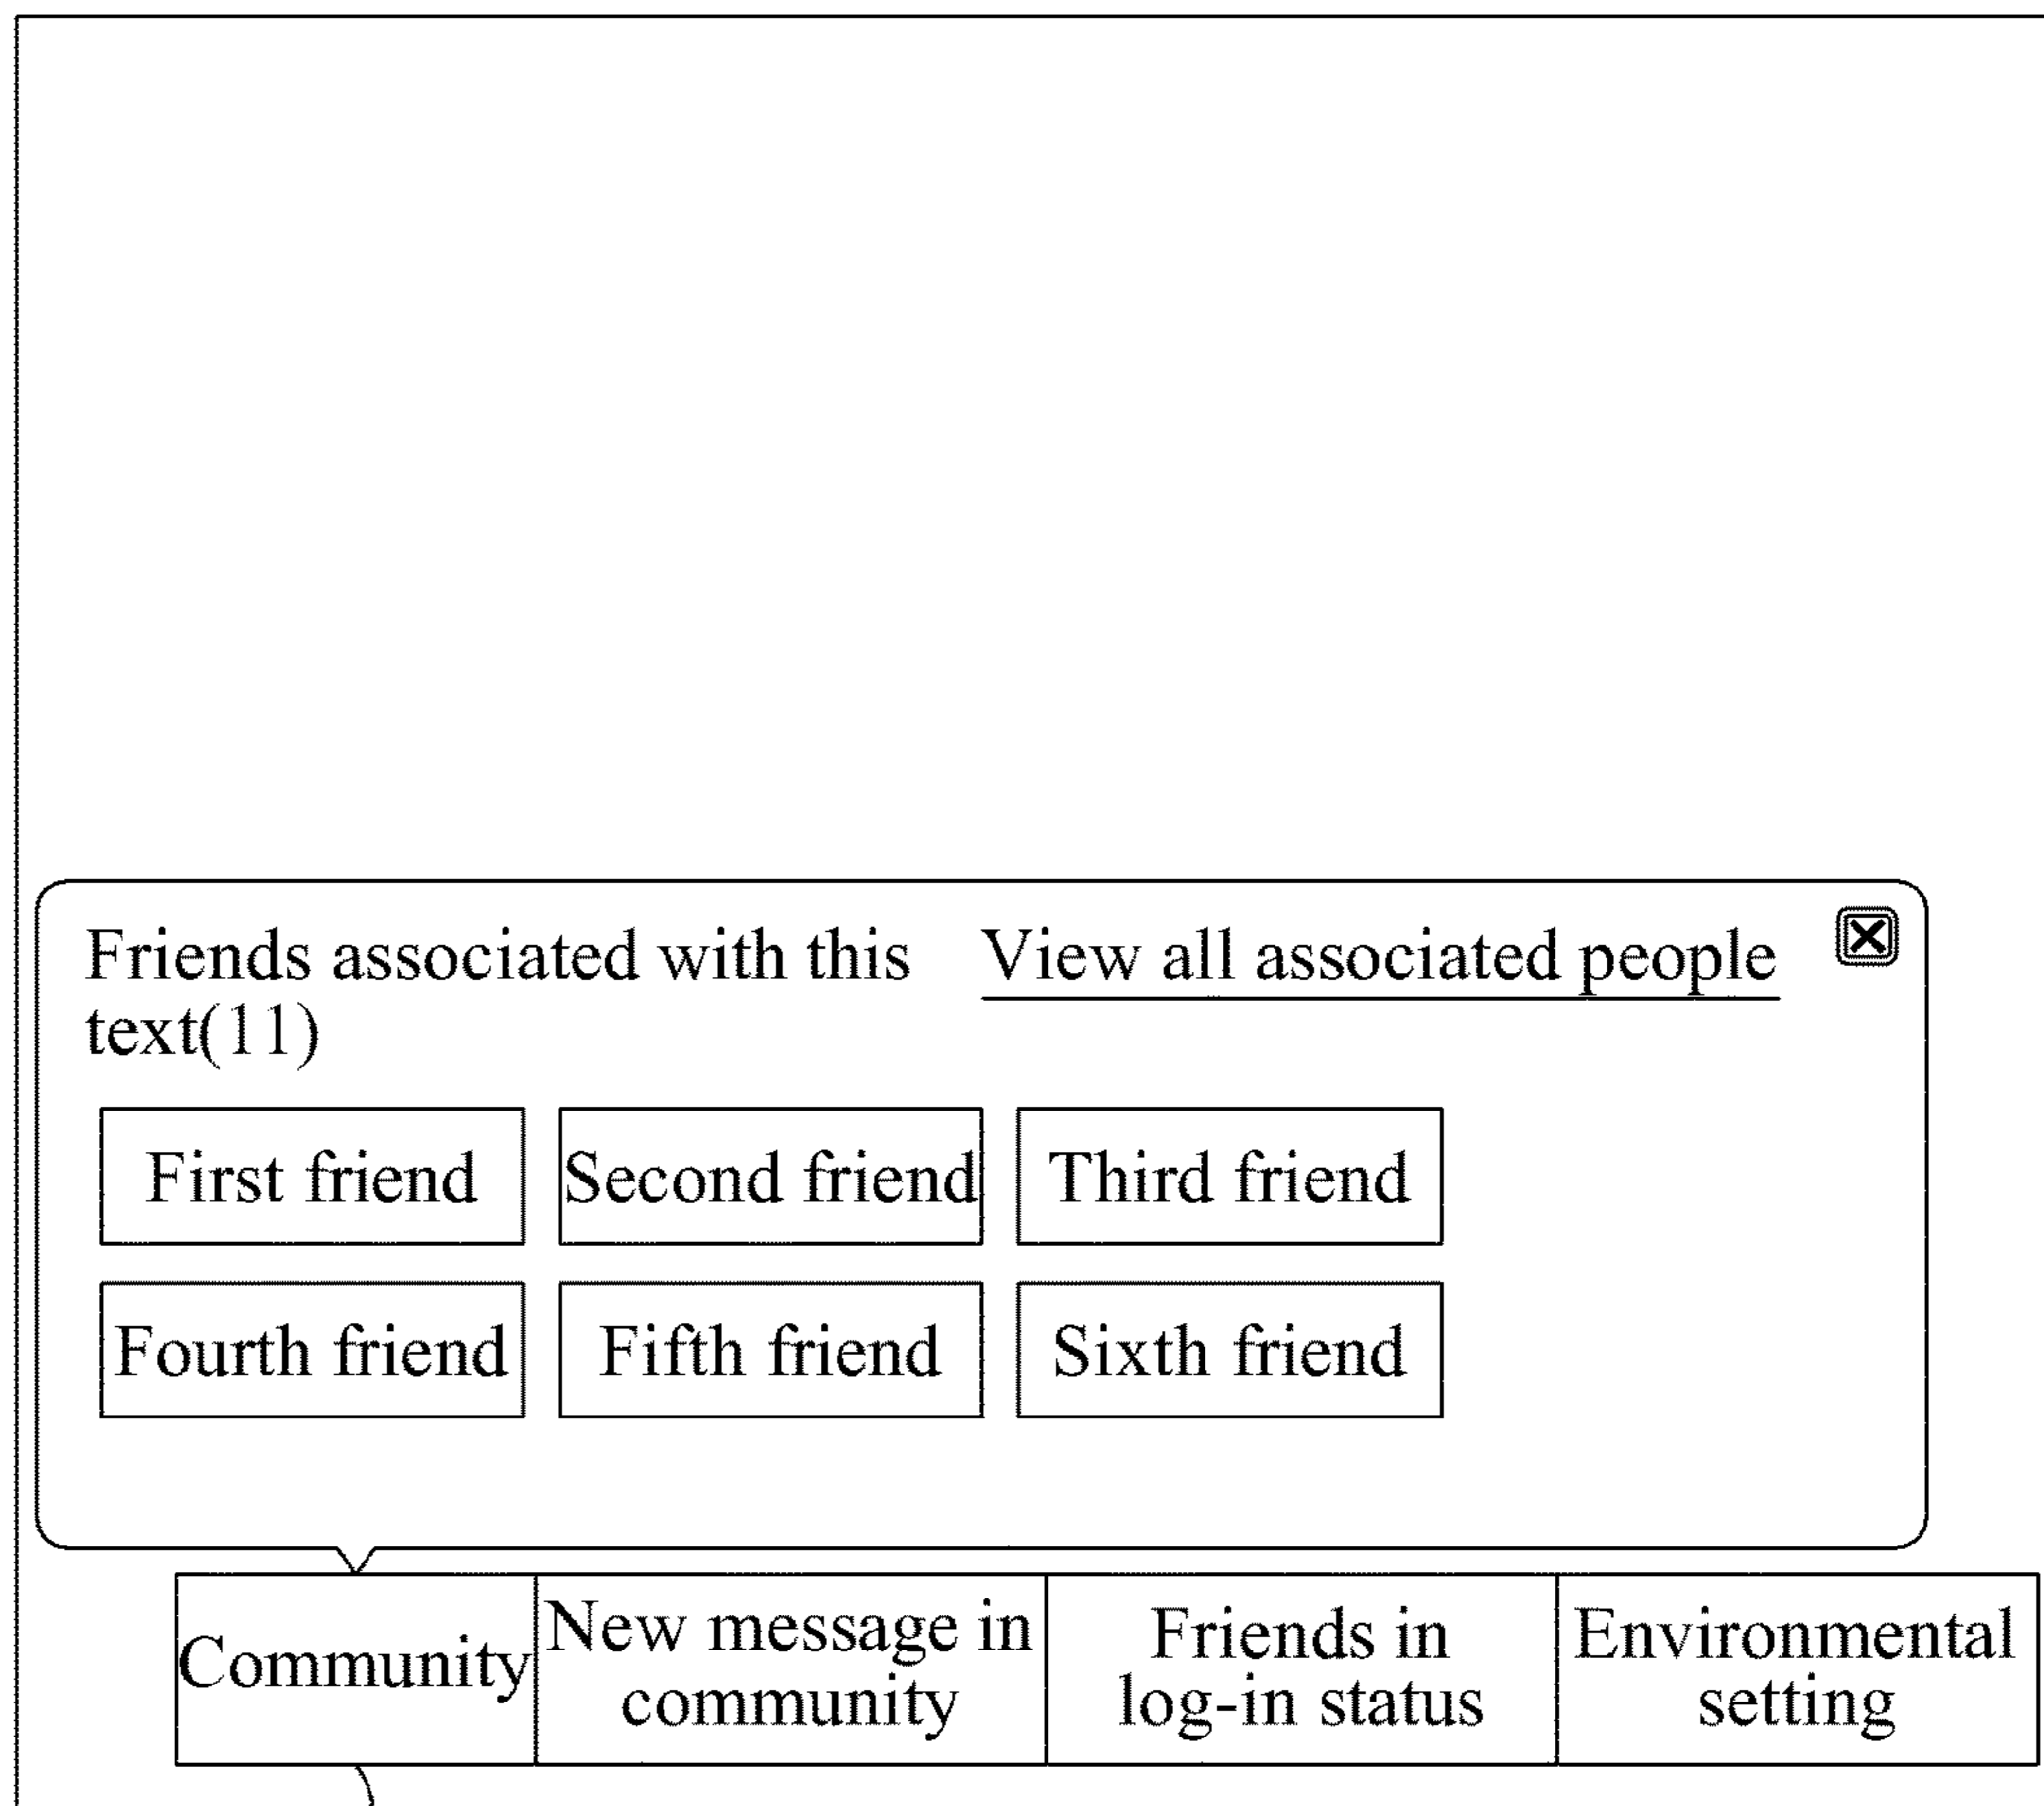 Friends associated with this
text(11)
View all associated people
First friend
Second friend
Third friend
Fourth friend
Fifth friend
Sixth friend
Community
New message in
community
Friends in
log-in status
Environmental
setting